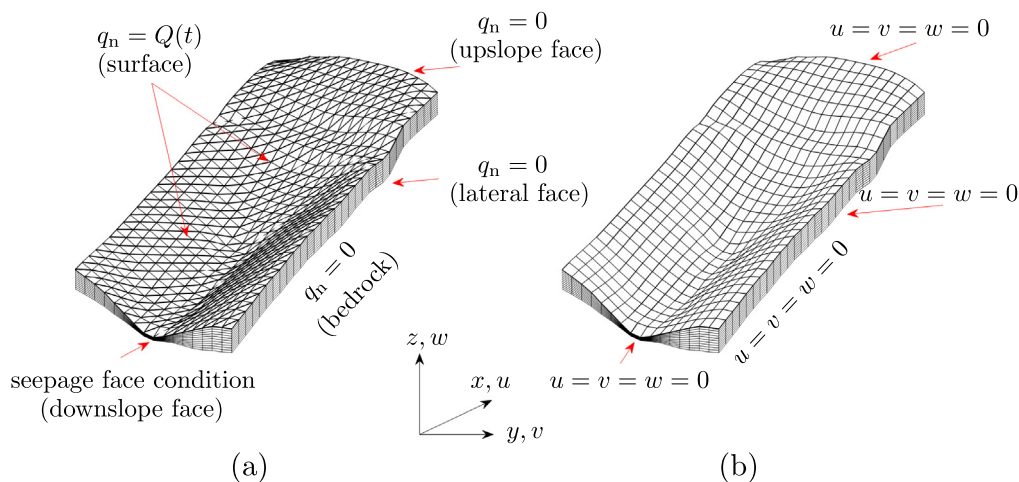 q_n = Q(t)
(surface)
q_n = 0
(upslope face)
q_n = 0
(lateral face)
q_n = 0
(bedrock)
seepage face condition
(downslope face)
(a)
z, w
x, u
y, v
u = v = w = 0
u = v = w = 0
u = v = w = 0
u = v = w = 0
(b)